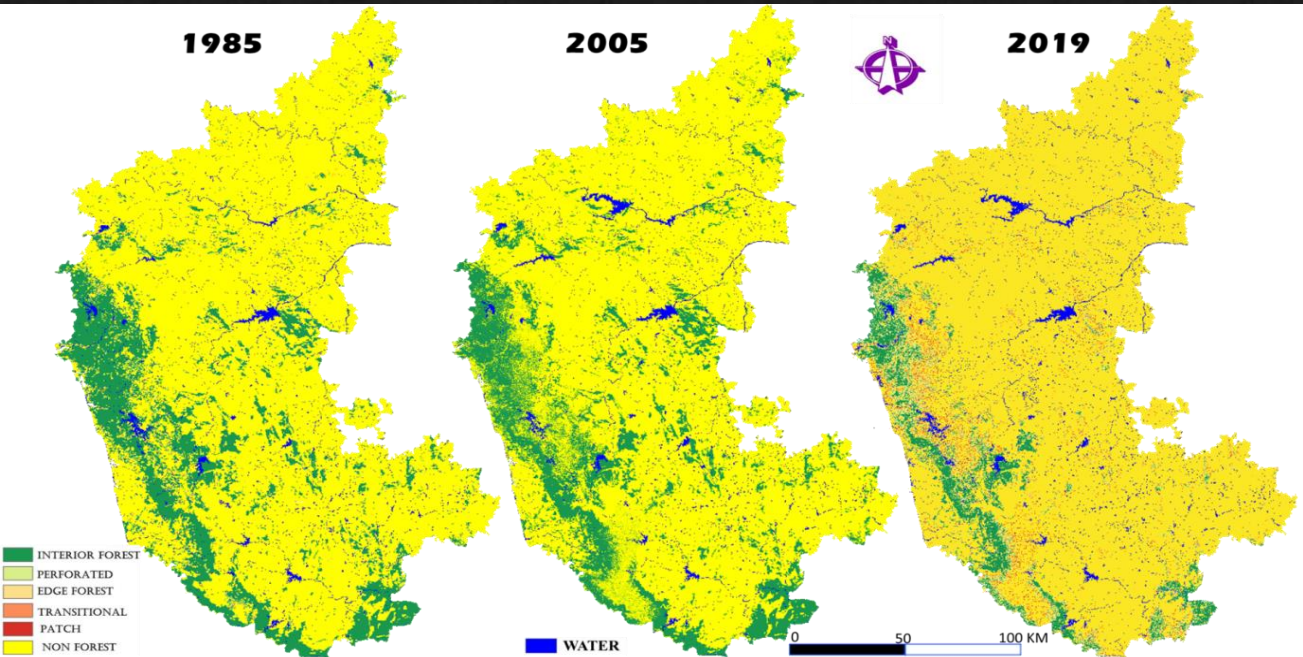 1985
2005
2019
N
INTERIOR FOREST
PERFORATED
EDGE FOREST
TRANSITIONAL
PATCH
NON FOREST
WATER
0 50 100 KM